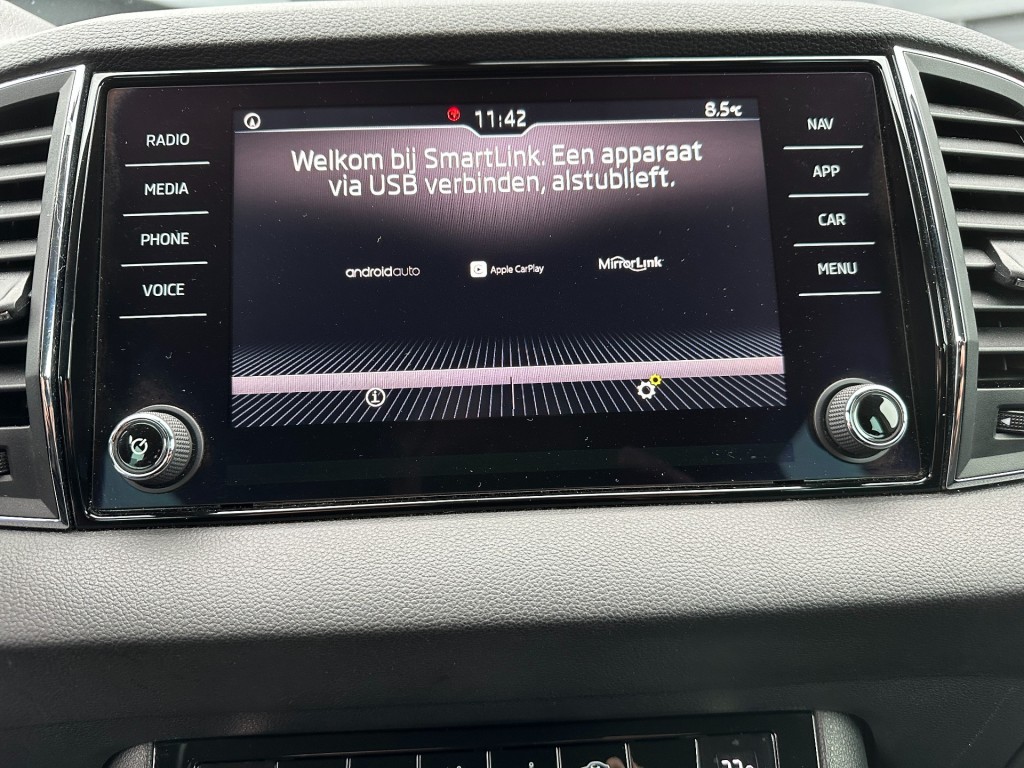 RADIO
MEDIA
PHONE
VOICE
11:42
8.5°C
Welkom bij SmartLink. Een apparaat
via USB verbinden, alstublieft.
androidauto
Apple CarPlay
MirrorLink
NAV
APP
CAR
MENU